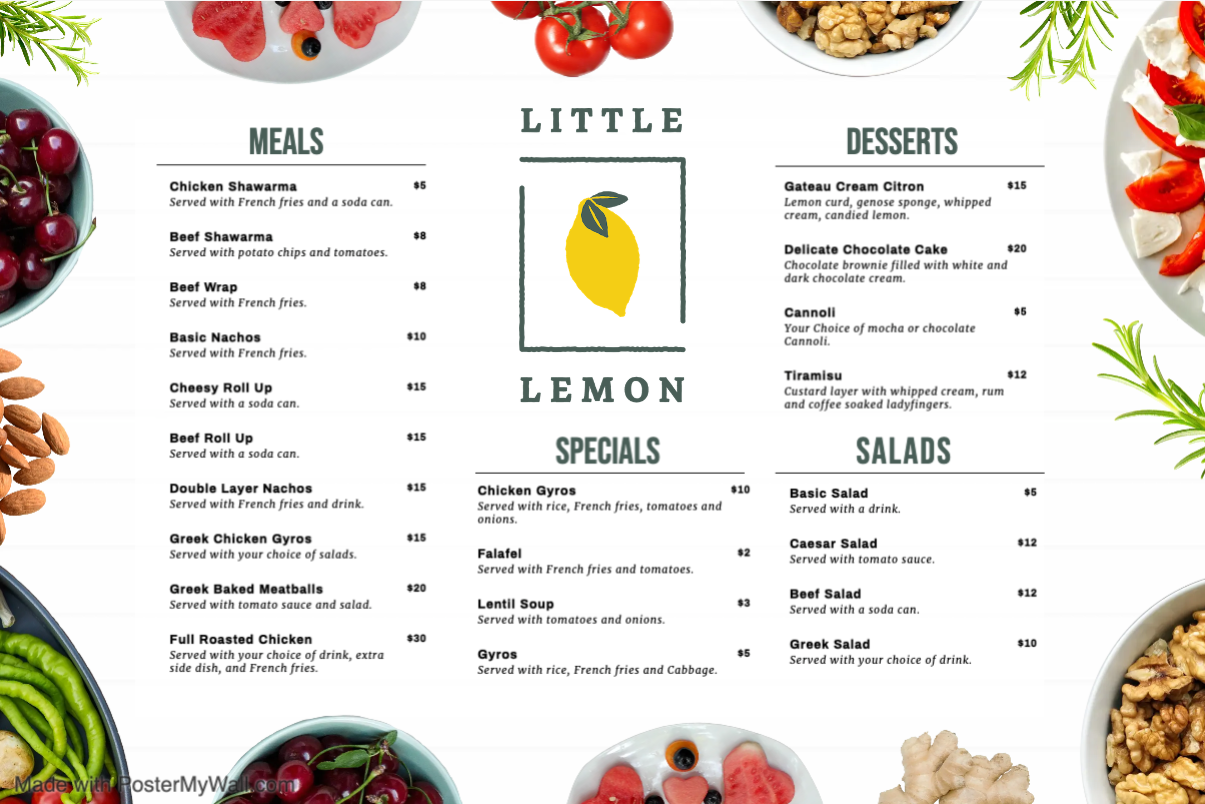 LITTLE
LEMON
MEALS
Chicken Shawarma $5
Served with French fries and a soda can.
Beef Shawarma $8
Served with potato chips and tomatoes.
Beef Wrap $8
Served with French fries.
Basic Nachos $10
Served with French fries.
Cheesy Roll Up $15
Served with a soda can.
Beef Roll Up $15
Served with a soda can.
Double Layer Nachos $15
Served with French fries and drink.
Greek Chicken Gyros $15
Served with your choice of salads.
Greek Baked Meatballs $20
Served with tomato sauce and salad.
Full Roasted Chicken $30
Served with your choice of drink, extra
side dish, and French fries.
SPECIALS
Chicken Gyros $10
Served with rice, French fries, tomatoes and
onions.
Falafel $2
Served with French fries and tomatoes.
Lentil Soup $3
Served with tomatoes and onions.
Gyros $5
Served with rice, French fries and Cabbage.
DESSERTS
Gateau Cream Citron $15
Lemon curd, genose sponge, whipped
cream, candied lemon.
Delicate Chocolate Cake $20
Chocolate brownie filled with white and
dark chocolate cream.
Cannoli $5
Your Choice of mocha or chocolate
Cannoli.
Tiramisu $12
Custard layer with whipped cream, rum
and coffee soaked ladyfingers.
SALADS
Basic Salad $5
Served with a drink.
Caesar Salad $12
Served with tomato sauce.
Beef Salad $12
Served with a soda can.
Greek Salad $10
Served with your choice of drink.
Made with PosterMyWall.com